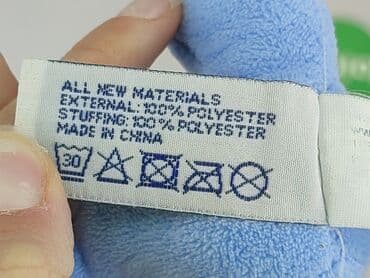 ALL NEW MATERIALS
EXTERNAL: 100% POLYESTER
STUFFING: 100% POLYESTER
MADE IN CHINA
30